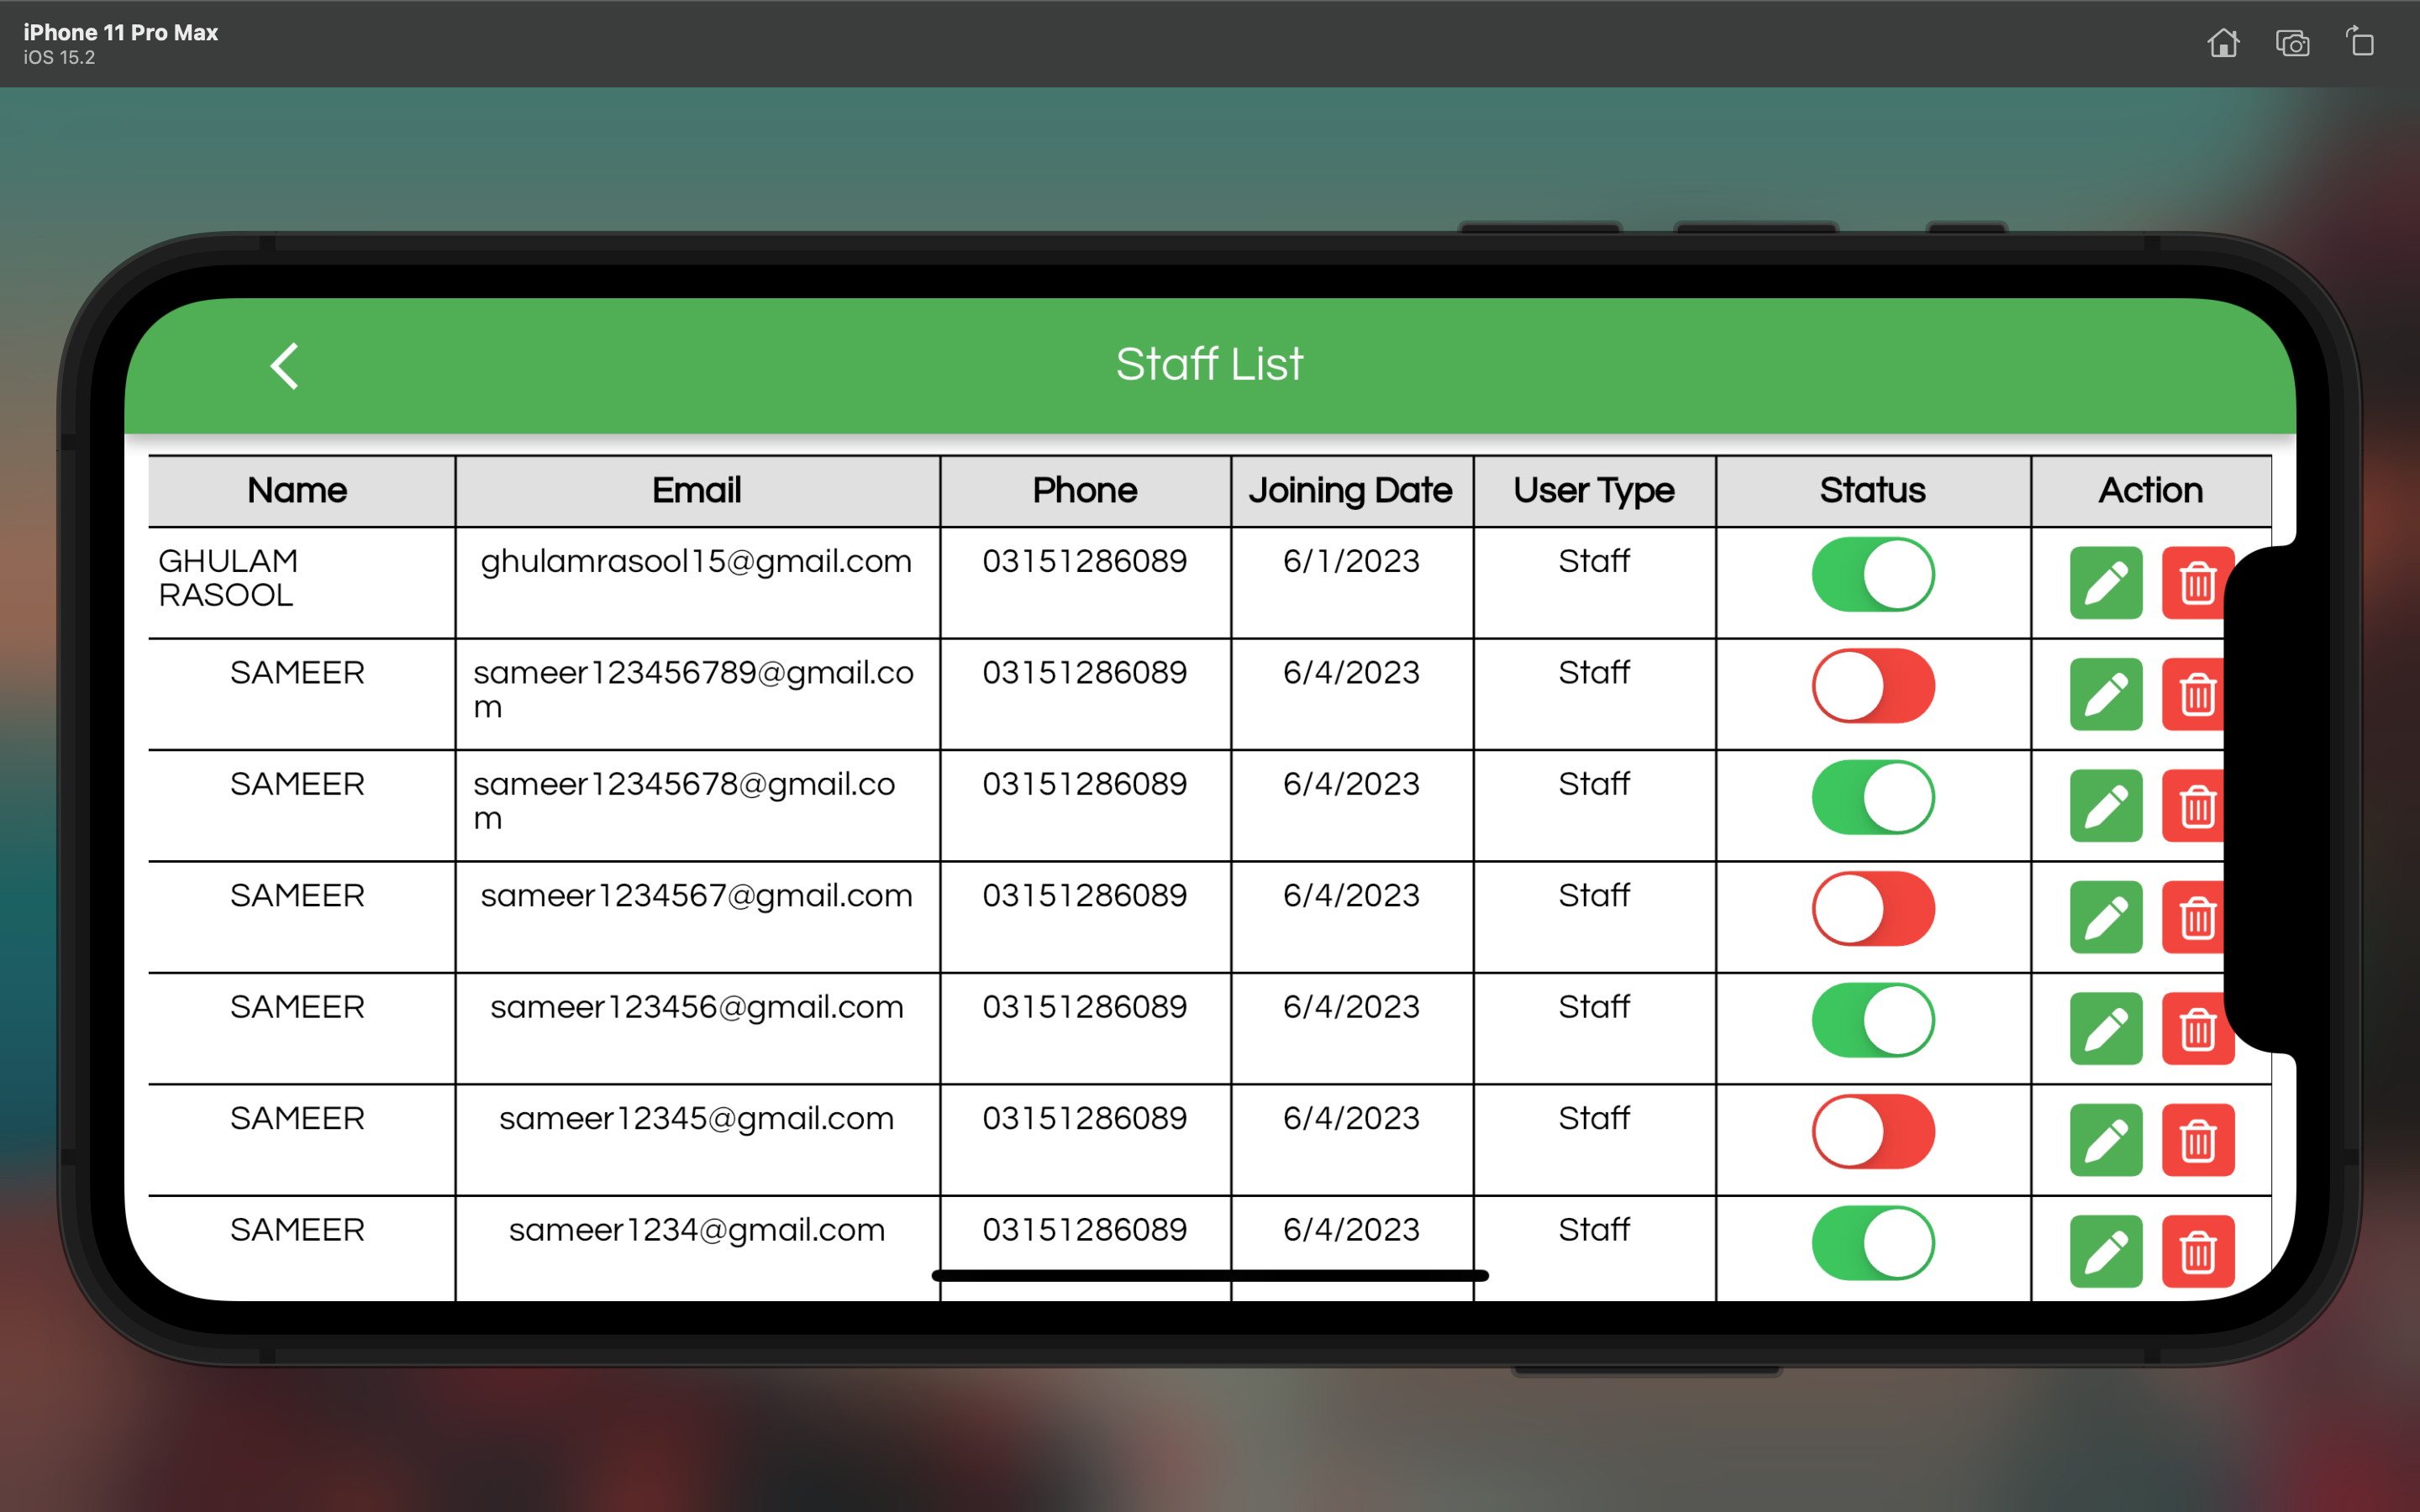 iPhone 11 Pro Max
iOS 15.2
Staff List
Name Email Phone Joining Date User Type Status Action
GHULAM ghulamrasool15@gmail.com 03151286089 6/1/2023 Staff
RASOOL
SAMEER sameer123456789@gmail.co 03151286089 6/4/2023 Staff
m
SAMEER sameer12345678@gmail.co 03151286089 6/4/2023 Staff
m
SAMEER sameer1234567@gmail.com 03151286089 6/4/2023 Staff
SAMEER sameer123456@gmail.com 03151286089 6/4/2023 Staff
SAMEER sameer12345@gmail.com 03151286089 6/4/2023 Staff
SAMEER sameer1234@gmail.com 03151286089 6/4/2023 Staff